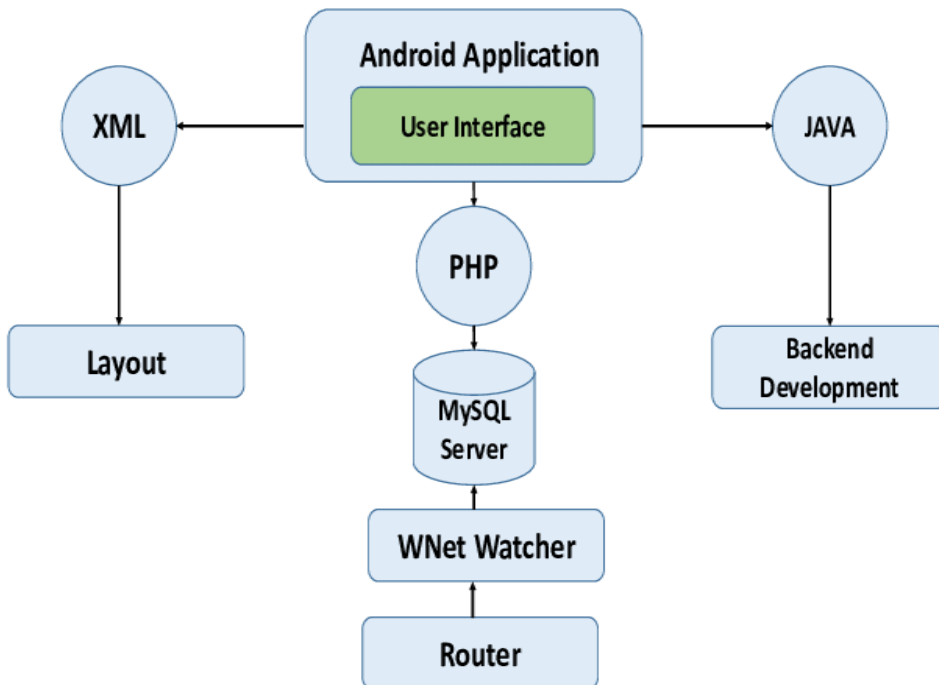 Android Application
User Interface
XML
JAVA
PHP
Layout
Backend
Development
MySQL
Server
WNet Watcher
Router